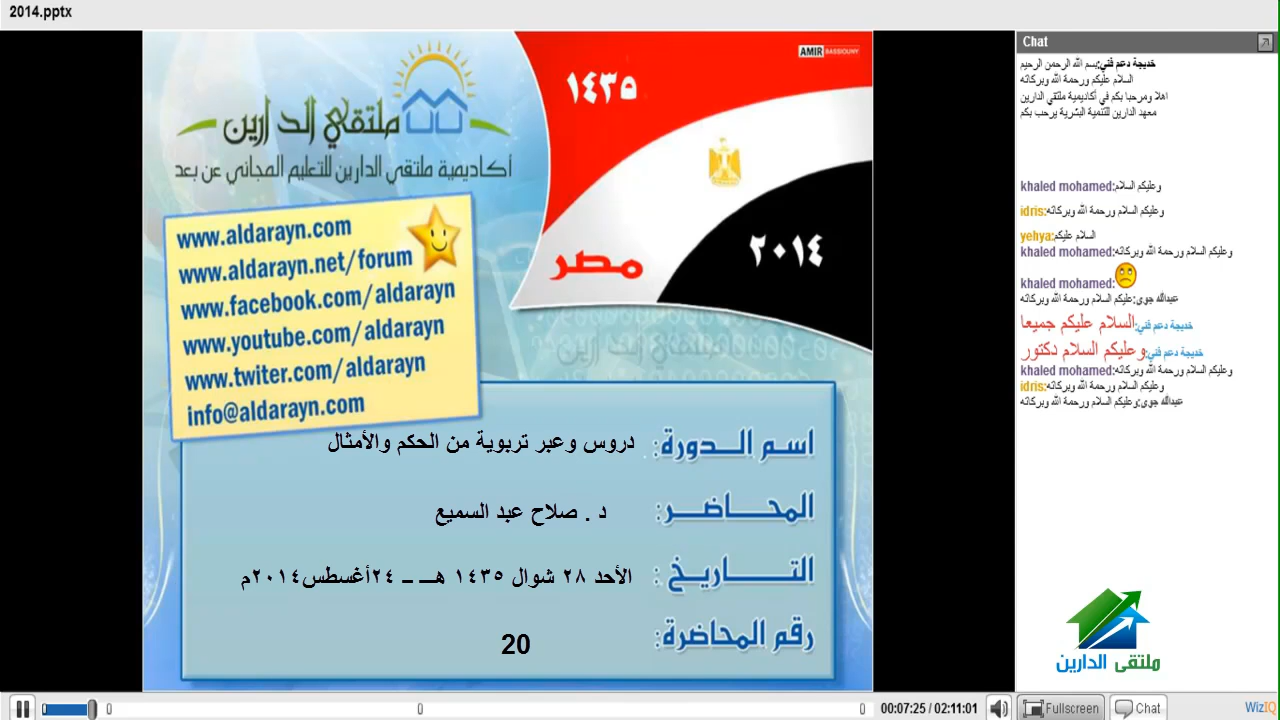 2014.pptx
AMIR BASSIOUNY
١٤٣٥
ملتقي الدارين
أكاديمية ملتقي الدارين للتعليم المجاني عن بعد
٢٠١٤
مصر
www.aldarayn.com
www.aldarayn.net/forum
www.facebook.com/aldarayn
www.youtube.com/aldarayn
www.twiter.com/aldarayn
info@aldarayn.com
ملتقي الدارين
اسم الدورة: دروس وعبر تربوية من الحكم والأمثال
المحاضر: د . صلاح عبد السميع
التاريخ: الأحد ٢٨ شوال ١٤٣٥ هـ – ٢٤أغسطس٢٠١٤م
رقم المحاضرة: 20
Chat
خديجة دعم فني:بسم الله الرحمن الرحيم
السلام عليكم ورحمة الله وبركاته
اهلا ومرحبا بكم في أكاديمية ملتقي الدارين
معهد الدارين للتنمية البشرية يرحب بكم
khaled mohamed:وعليكم السلام
idris:وعليكم السلام ورحمة الله وبركاته
yehya:السلام عليكم
khaled mohamed:وعليكم السلام ورحمة الله وبركاته
khaled mohamed:
عبدالله جوى:عليكم السلام ورحمة الله وبركاته
خديجة دعم فني:السلام عليكم جميعا
خديجة دعم فني:وعليكم السلام دكتور
khaled mohamed:وعليكم السلام ورحمة الله وبركاته
idris:وعليكم السلام ورحمة الله وبركاته
عبدالله جوى:وعليكم السلام ورحمة الله وبركاته
ملتقى الدارين
00:07:25 / 02:11:01
Fullscreen
Chat
WizIQ